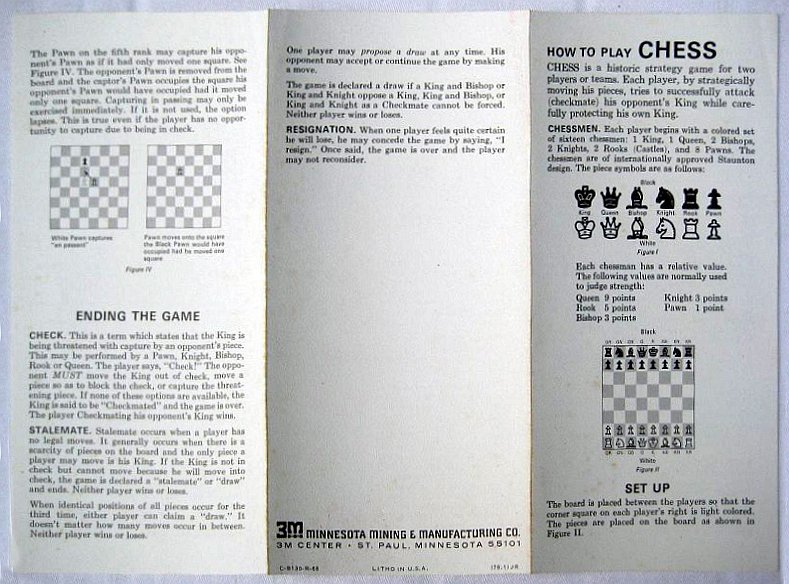 The Pawn on the fifth rank may capture his oppo-
nent's Pawn as if it had only moved one square. See
Figure IV. The opponent's Pawn is removed from the
board and the captor's Pawn occupies the square his
opponent's Pawn would have occupied had it moved
only one square. Capturing in passing may only be
exercised immediately. If it is not used, the option
lapses. This is true even if the player has no oppor-
tunity to capture due to being in check.
White Pawn captures
"en passant"
Pawn moves onto the square
the Black Pawn would have
occupied had he moved one
square
Figure IV
ENDING THE GAME
CHECK. This is a term which states that the King is
being threatened with capture by an opponent's piece.
This may be performed by a Pawn, Knight, Bishop,
Rook or Queen. The player says, "Check!" The oppo-
nent MUST move the King out of check, move a
piece so as to block the check, or capture the threat-
ening piece. If none of these options are available, the
King is said to be "Checkmated" and the game is over.
The player Checkmating his opponent's King wins.
STALEMATE. Stalemate occurs when a player has
no legal moves. It generally occurs when there is a
scarcity of pieces on the board and the only piece a
player may move is his King. If the King is not in
check but cannot move because he will move into
check, the game is declared a "stalemate" or "draw"
and ends. Neither player wins or loses.
When identical positions of all pieces occur for the
third time, either player can claim a "draw." It
doesn't matter how many moves occur in between.
Neither player wins or loses.
One player may propose a draw at any time. His
opponent may accept or continue the game by making
a move.
The game is declared a draw if a King and Bishop or
King and Knight oppose a King, King and Bishop, or
King and Knight as a Checkmate cannot be forced.
Neither player wins or loses.
RESIGNATION. When one player feels quite certain
he will lose, he may concede the game by saying, "I
resign." Once said, the game is over and the player
may not reconsider.
3M MINNESOTA MINING & MANUFACTURING CO.
3M CENTER • ST. PAUL, MINNESOTA 55101
LITHO IN U.S.A.
HOW TO PLAY CHESS
CHESS is a historic strategy game for two
players or teams. Each player, by strategically
moving his pieces, tries to successfully attack
(checkmate) his opponent's King while care-
fully protecting his own King.
CHESSMEN. Each player begins with a colored set
of sixteen chessmen: 1 King, 1 Queen, 2 Bishops,
2 Knights, 2 Rooks (Castles), and 8 Pawns. The
chessmen are of internationally approved Staunton
design. The piece symbols are as follows:
Black
King Queen Bishop Knight Rook Pawn
White
Figure I
Each chessman has a relative value.
The following values are normally used
to judge strength:
Queen 9 points Knight 3 points
Rook 5 points Pawn 1 point
Bishop 3 points
Black
White
Figure II
SET UP
The board is placed between the players so that the
corner square on each player's right is light colored.
The pieces are placed on the board as shown in
Figure II.